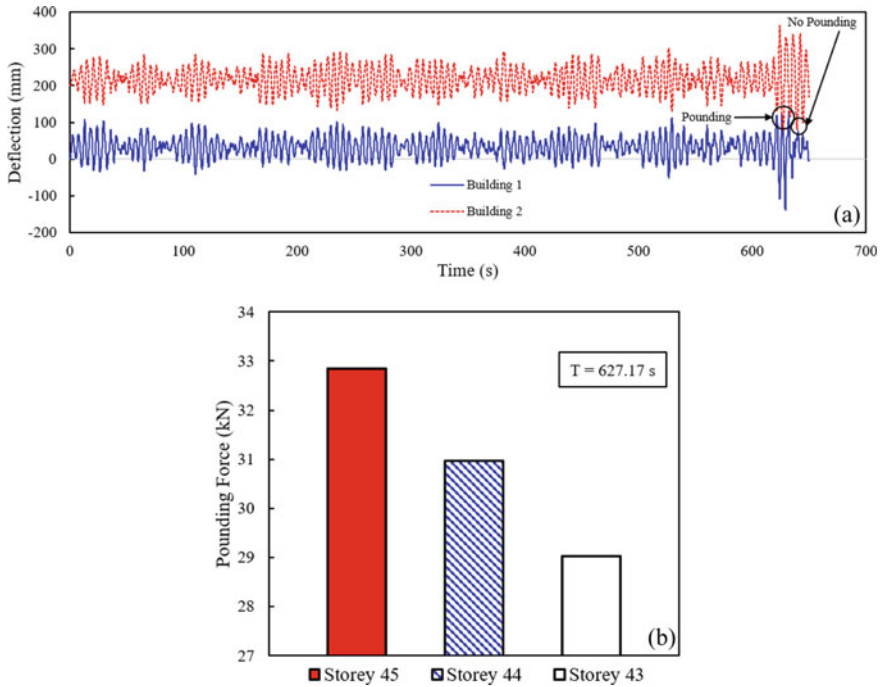 400
300
200
100
0
-100
-200
Deflection (mm)
No Pounding
Pounding
Building 1
Building 2
(a)
0
100
200
300
400
500
600
700
Time (s)
34
33
32
31
30
29
28
27
Pounding Force (kN)
T = 627.17 s
(b)
Storey 45
Storey 44
Storey 43